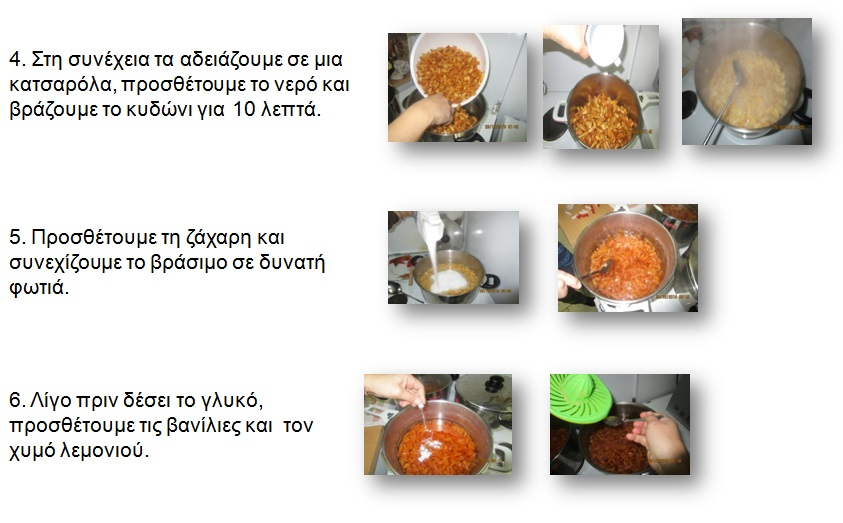 4. Στη συνέχεια τα αδειάζουμε σε μια
κατσαρόλα, προσθέτουμε το νερό και
βράζουμε το κυδώνι για 10 λεπτά.
5. Προσθέτουμε τη ζάχαρη και
συνεχίζουμε το βράσιμο σε δυνατή
φωτιά.
6. Λίγο πριν δέσει το γλυκό,
προσθέτουμε τις βανίλιες και τον
χυμό λεμονιού.